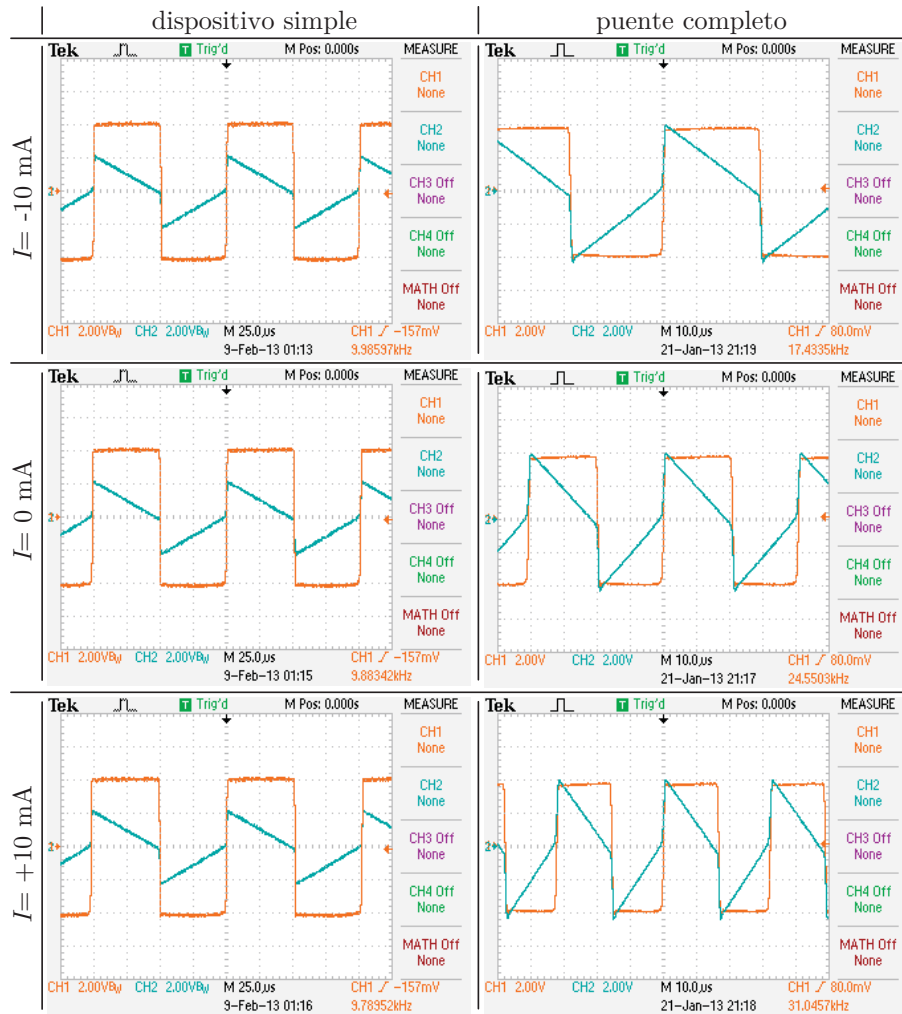 dispositivo simple
puente completo
I= -10 mA
Tek Trig'd M Pos: 0.000s MEASURE
CH1
None
CH2
None
CH3 Off
None
CH4 Off
None
MATH Off
None
2
CH1 2.00VBW CH2 2.00VBW M 25.0µs CH1 -157mV
9-Feb-13 01:13 9.98597kHz
Tek Trig'd M Pos: 0.000s MEASURE
CH1
None
CH2
None
CH3 Off
None
CH4 Off
None
MATH Off
None
2
CH1 2.00V CH2 2.00V M 10.0µs CH1 80.0mV
21-Jan-13 21:19 17.4335kHz
I= 0 mA
Tek Trig'd M Pos: 0.000s MEASURE
CH1
None
CH2
None
CH3 Off
None
CH4 Off
None
MATH Off
None
2
CH1 2.00VBW CH2 2.00VBW M 25.0µs CH1 -157mV
9-Feb-13 01:15 9.88342kHz
Tek Trig'd M Pos: 0.000s MEASURE
CH1
None
CH2
None
CH3 Off
None
CH4 Off
None
MATH Off
None
2
CH1 2.00V CH2 2.00V M 10.0µs CH1 80.0mV
21-Jan-13 21:17 24.5503kHz
I= +10 mA
Tek Trig'd M Pos: 0.000s MEASURE
CH1
None
CH2
None
CH3 Off
None
CH4 Off
None
MATH Off
None
2
CH1 2.00VBW CH2 2.00VBW M 25.0µs CH1 -157mV
9-Feb-13 01:16 9.78952kHz
Tek Trig'd M Pos: 0.000s MEASURE
CH1
None
CH2
None
CH3 Off
None
CH4 Off
None
MATH Off
None
2
CH1 2.00V CH2 2.00V M 10.0µs CH1 80.0mV
21-Jan-13 21:18 31.0457kHz